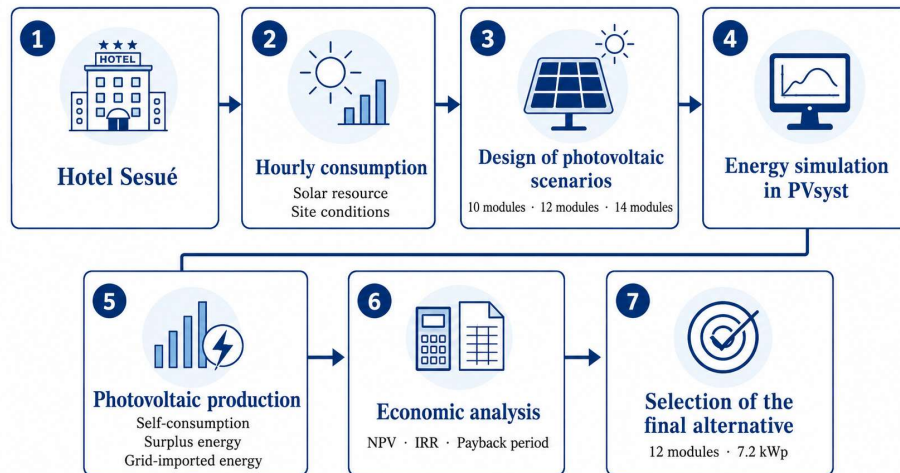 1
★★★
HOTEL
Hotel Sesué
2
Hourly consumption
Solar resource
Site conditions
3
Design of photovoltaic
scenarios
10 modules · 12 modules · 14 modules
4
Energy simulation
in PVsyst
5
Photovoltaic production
Self-consumption
Surplus energy
Grid-imported energy
6
Economic analysis
NPV · IRR · Payback period
7
Selection of the
final alternative
12 modules · 7.2 kWp